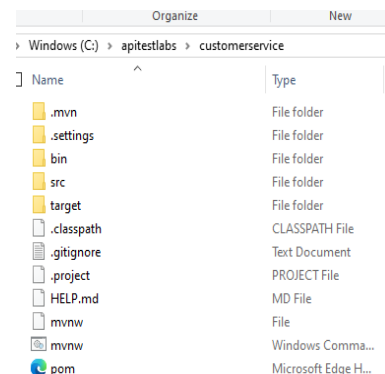 Organize New
Windows (C:) › apitestlabs › customerservice
Name Type
.mvn File folder
.settings File folder
bin File folder
src File folder
target File folder
.classpath CLASSPATH File
.gitignore Text Document
.project PROJECT File
HELP.md MD File
mvnw File
mvnw Windows Comma...
pom Microsoft Edge H...